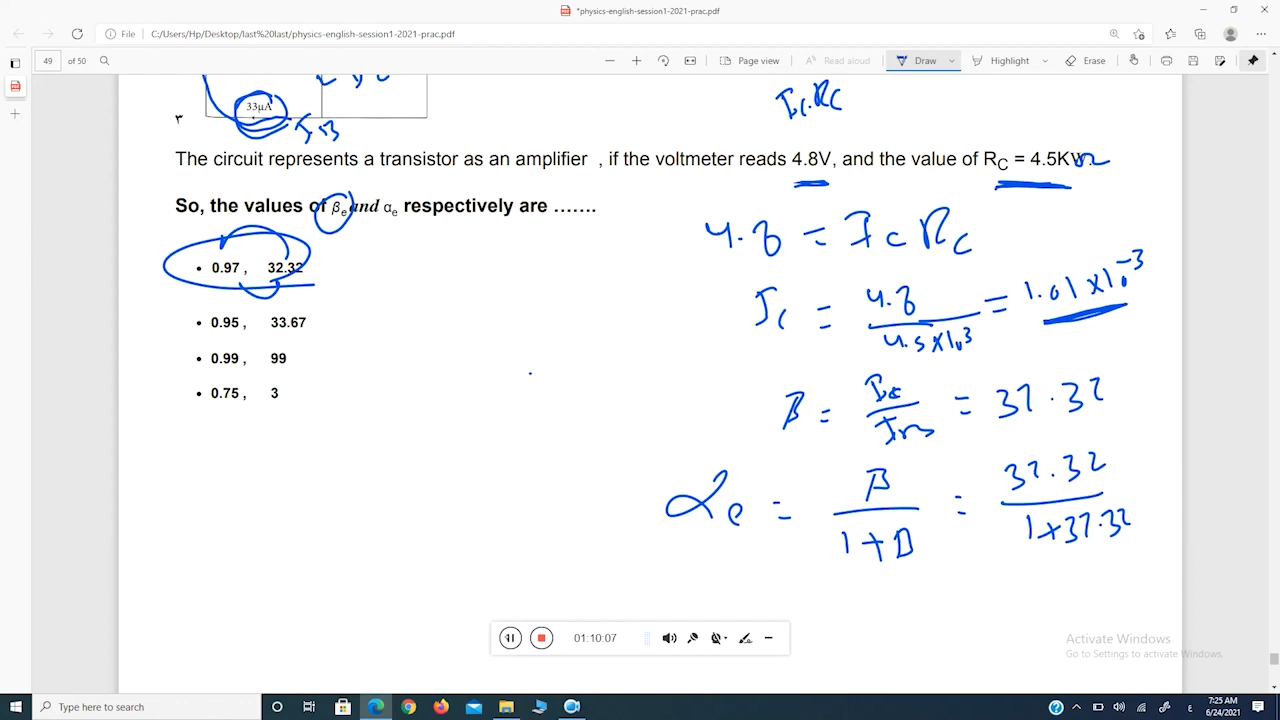 *physics-english-session1-2021-prac.pdf
File C:/Users/Hp/Desktop/last%20last/physics-english-session1-2021-prac.pdf
49 of 50 Page view Read aloud Draw Highlight Erase
33μA
٣
Ic.Rc
The circuit represents a transistor as an amplifier , if the voltmeter reads 4.8V, and the value of RC = 4.5KW.
Ω
So, the values of βe and αe respectively are …….
4.8 = Ic Rc
• 0.97 , 32.32
Ic = 4.8 / 4.5×10³ = 1.01×10⁻³
• 0.95 , 33.67
• 0.99 , 99
• 0.75 , 3
β = Ic / IB = 32.32
αe = β / 1+β = 32.32 / 1+32.32
01:10:07
Activate Windows
Go to Settings to activate Windows.
Type here to search
7:25 AM
6/24/2021